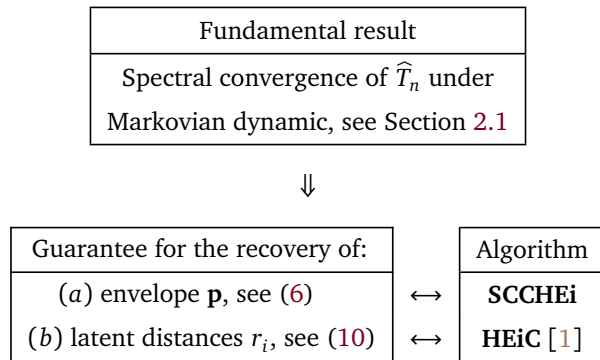 Fundamental result
Spectral convergence of T̂ₙ under
Markovian dynamic, see Section 2.1
⇓
Guarantee for the recovery of: Algorithm
(a) envelope p, see (6) ↔ SCCHEi
(b) latent distances rᵢ, see (10) ↔ HEiC [1]